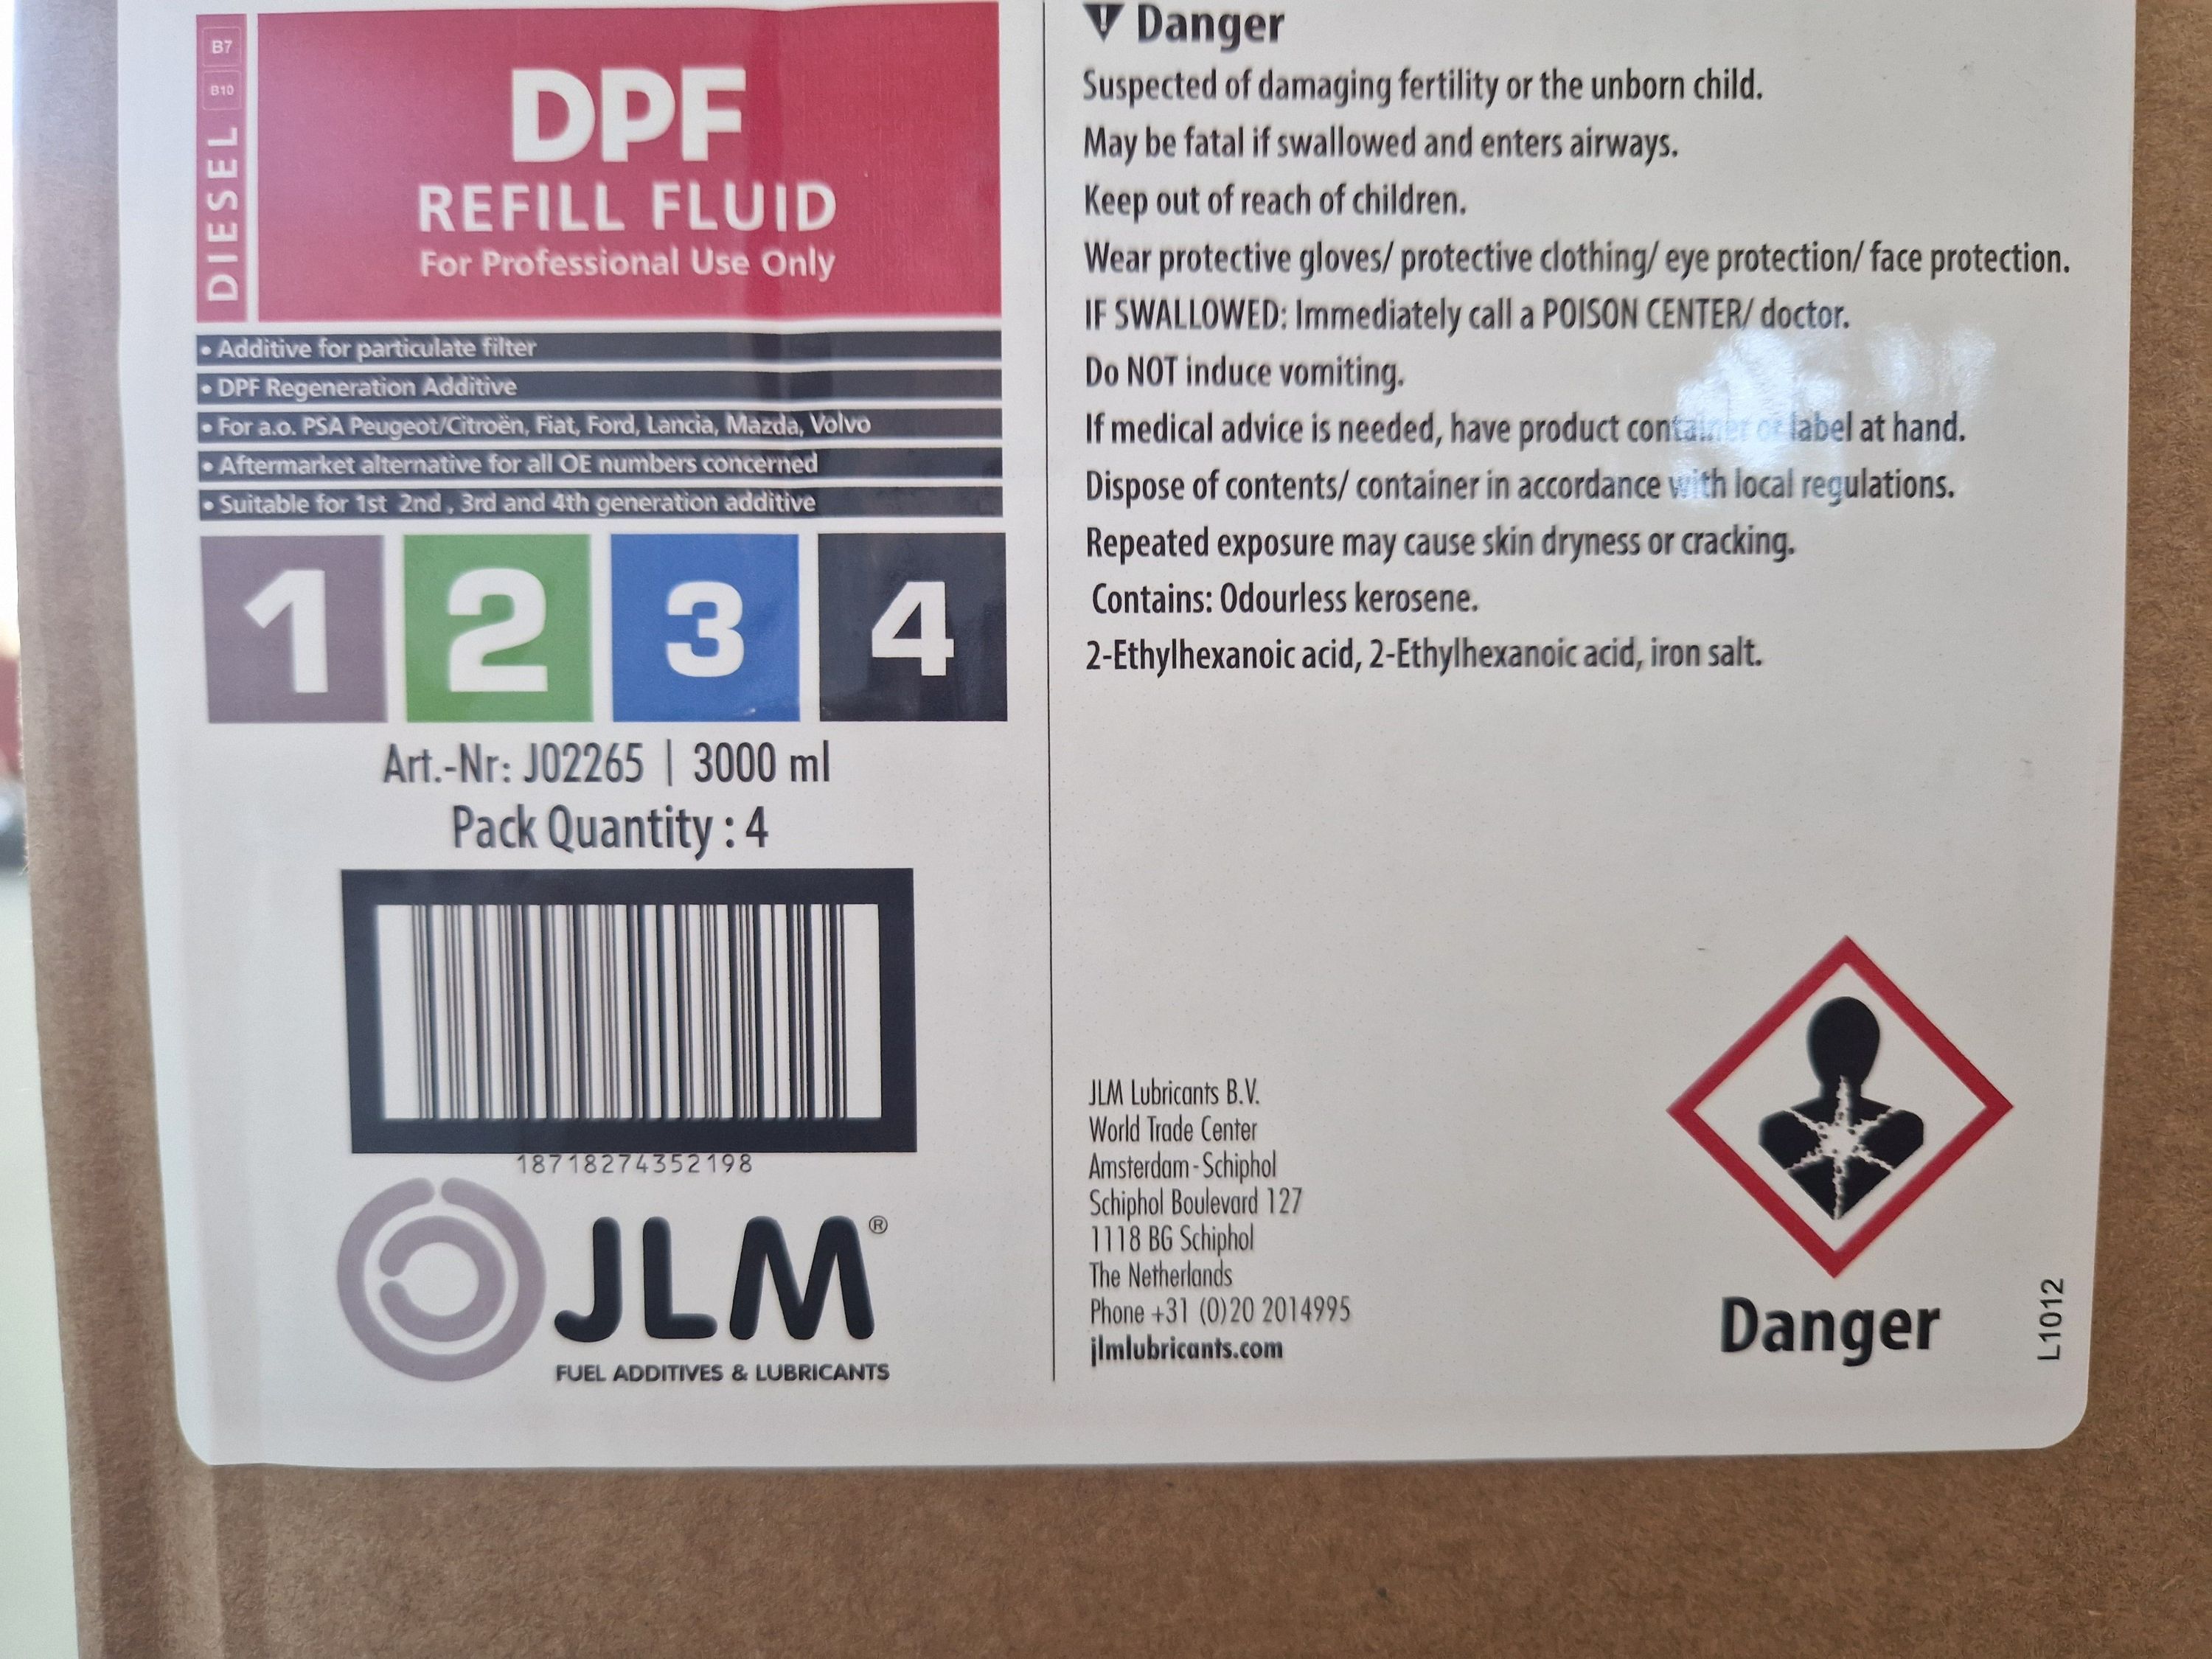 B7
B10
DIESEL
DPF
REFILL FLUID
For Professional Use Only
• Additive for particulate filter
• DPF Regeneration Additive
• For a.o. PSA Peugeot/Citroën, Fiat, Ford, Lancia, Mazda, Volvo
• Aftermarket alternative for all OE numbers concerned
• Suitable for 1st 2nd , 3rd and 4th generation additive
1 2 3 4
Art.-Nr: J02265 | 3000 ml
Pack Quantity : 4
18718274352198
JLM®
FUEL ADDITIVES & LUBRICANTS
! Danger
Suspected of damaging fertility or the unborn child.
May be fatal if swallowed and enters airways.
Keep out of reach of children.
Wear protective gloves/ protective clothing/ eye protection/ face protection.
IF SWALLOWED: Immediately call a POISON CENTER/ doctor.
Do NOT induce vomiting.
If medical advice is needed, have product container or label at hand.
Dispose of contents/ container in accordance with local regulations.
Repeated exposure may cause skin dryness or cracking.
Contains: Odourless kerosene.
2-Ethylhexanoic acid, 2-Ethylhexanoic acid, iron salt.
JLM Lubricants B.V.
World Trade Center
Amsterdam-Schiphol
Schiphol Boulevard 127
1118 BG Schiphol
The Netherlands
Phone +31 (0)20 2014995
jlmlubricants.com
Danger
L1012